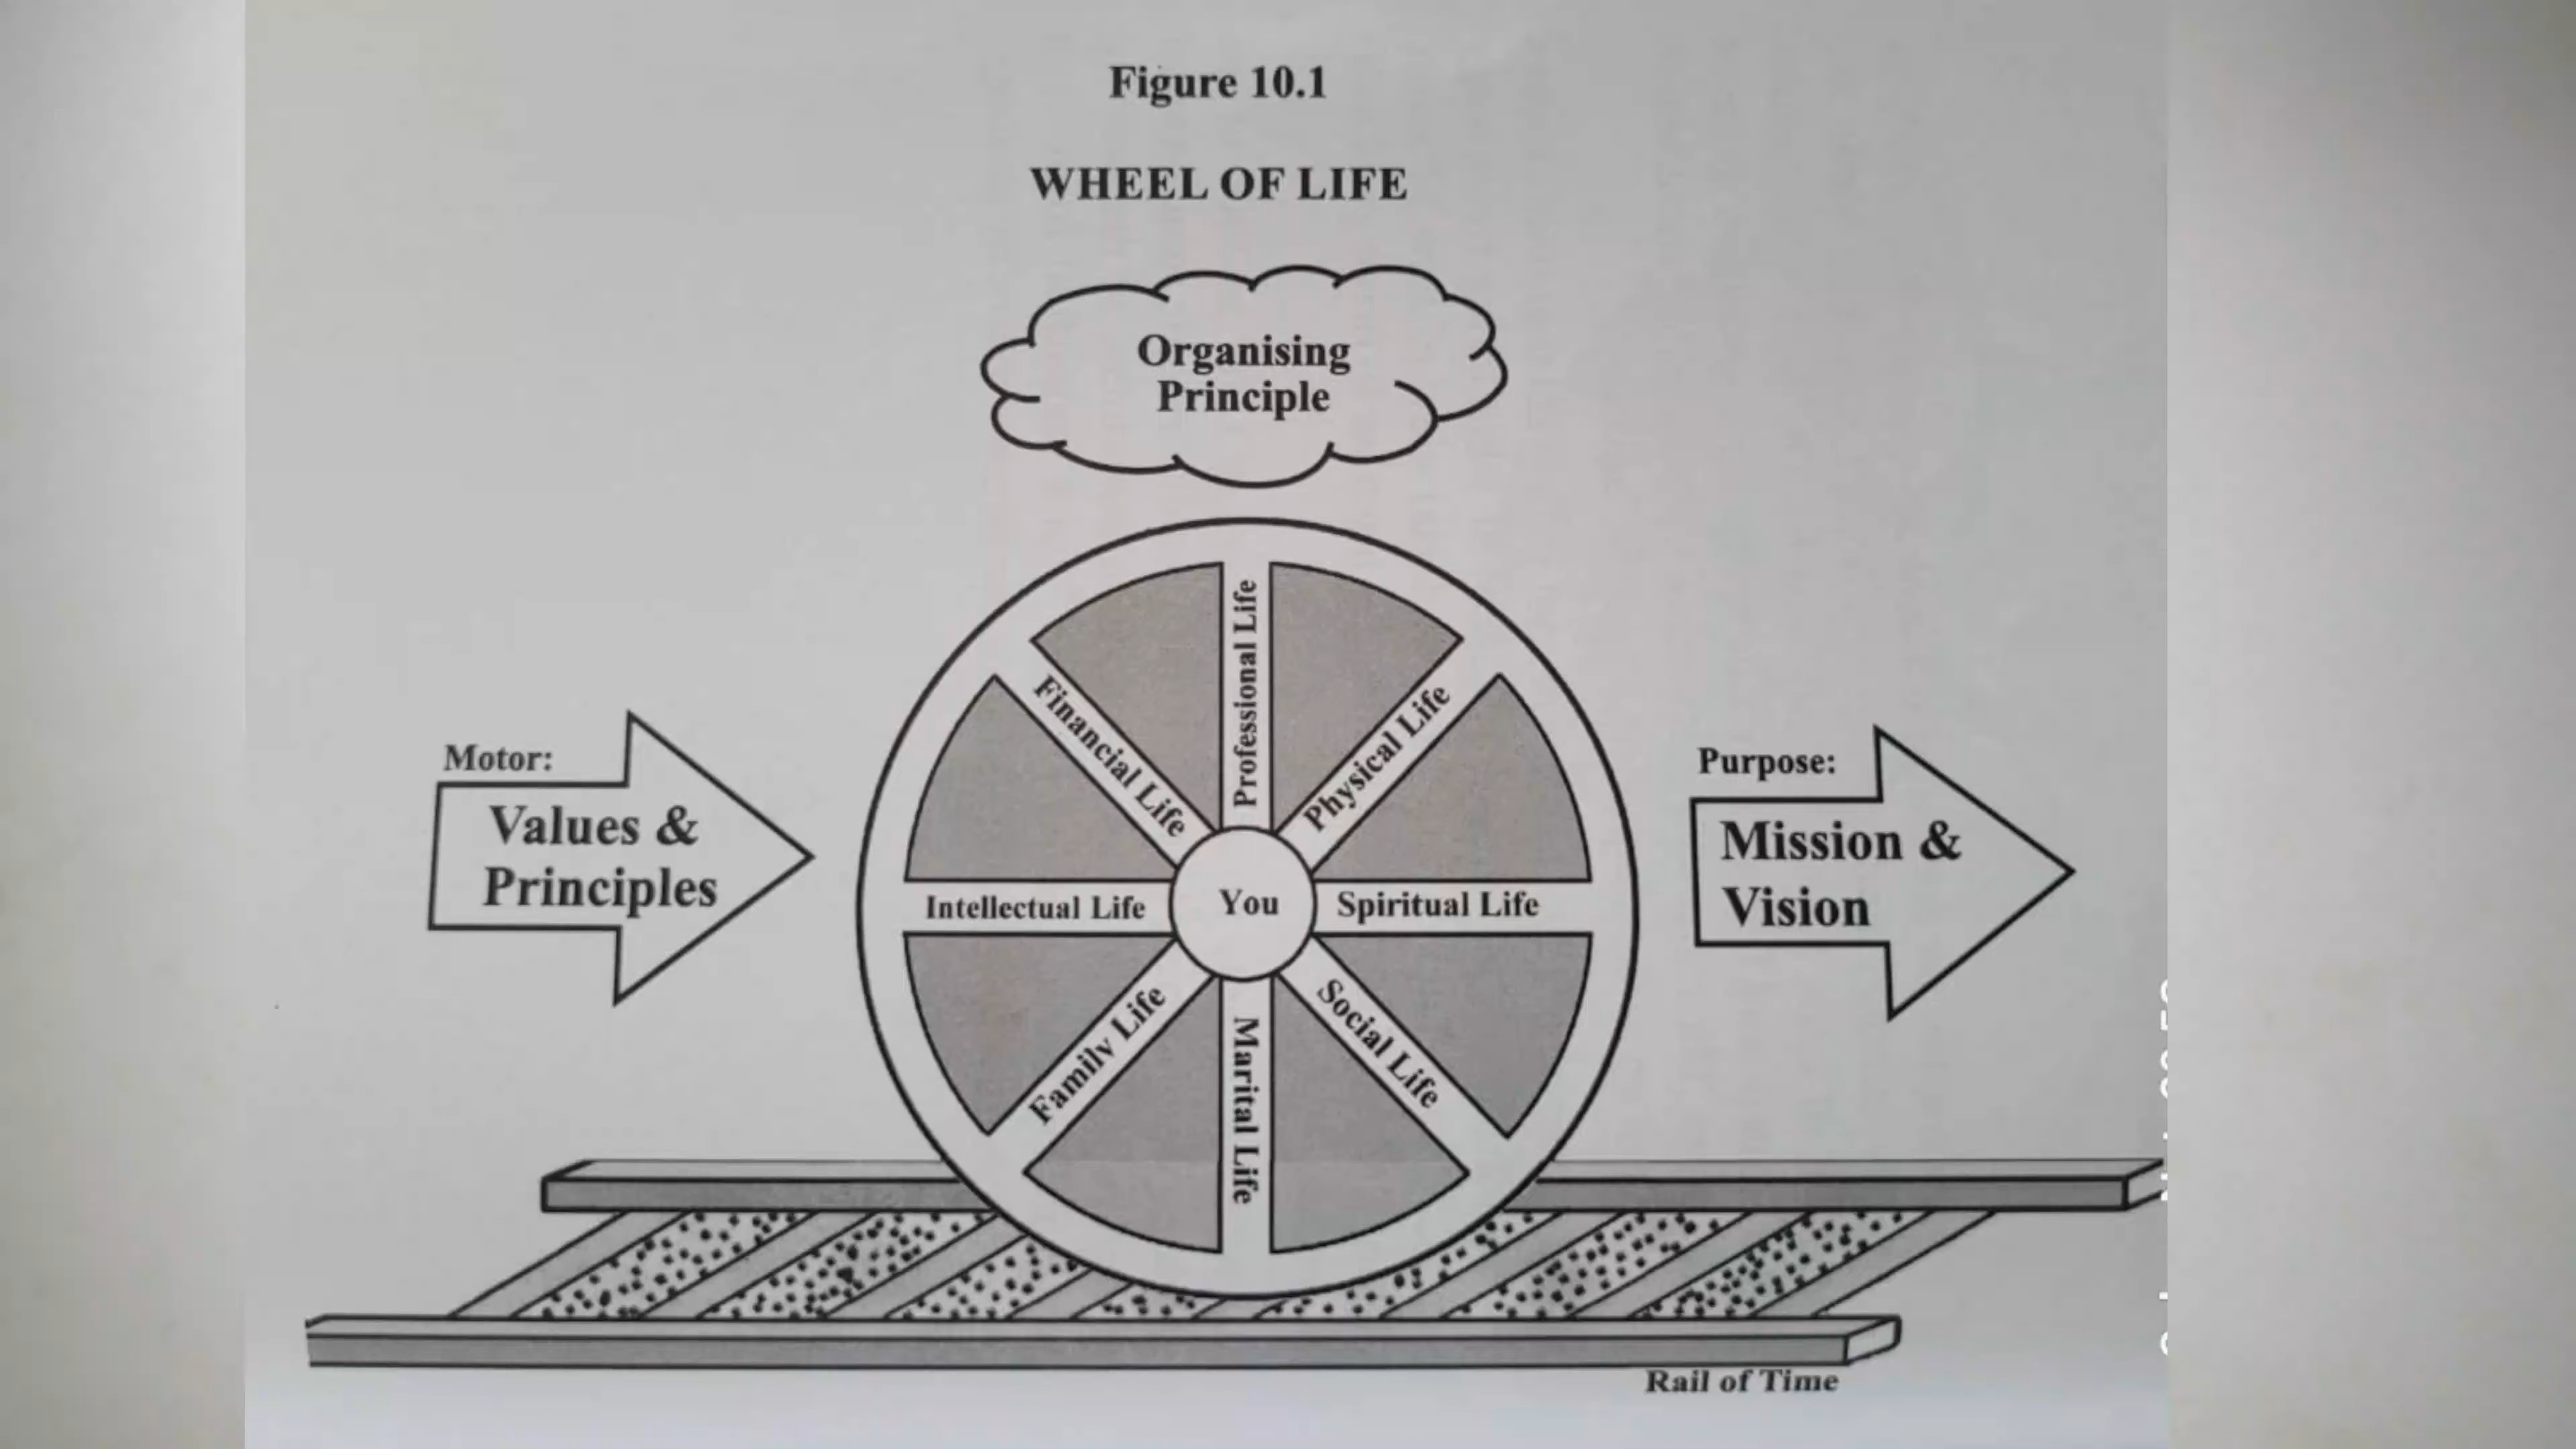 Figure 10.1
WHEEL OF LIFE
Organising
Principle
Motor:
Values &
Principles
Professional Life
Physical Life
Spiritual Life
Social Life
Marital Life
Family Life
Intellectual Life
Financial Life
You
Purpose:
Mission &
Vision
Rail of Time